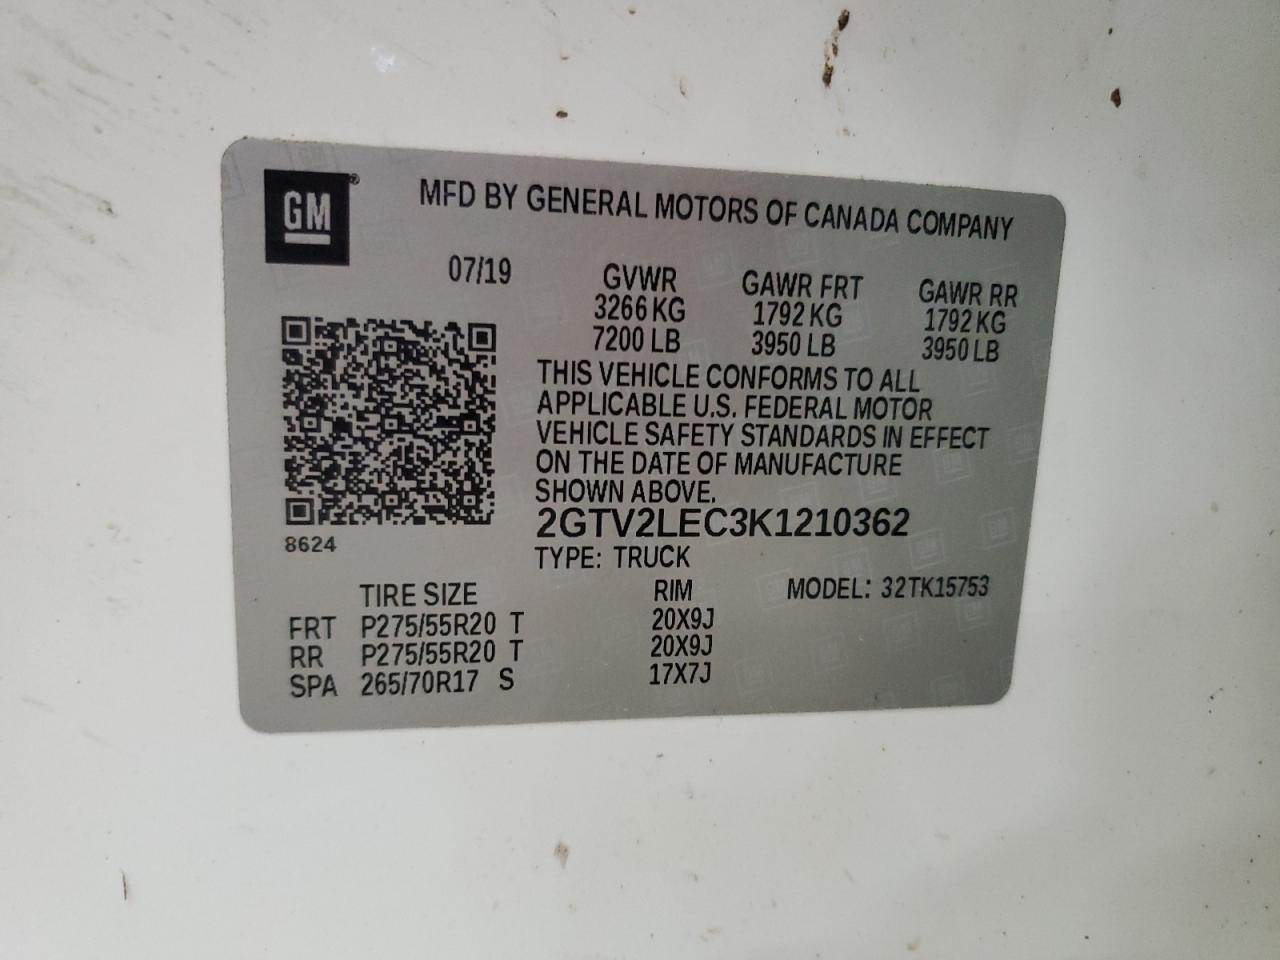 GM®
MFD BY GENERAL MOTORS OF CANADA COMPANY
07/19 GVWR GAWR FRT GAWR RR
3266 KG 1792 KG 1792 KG
7200 LB 3950 LB 3950 LB
THIS VEHICLE CONFORMS TO ALL
APPLICABLE U.S. FEDERAL MOTOR
VEHICLE SAFETY STANDARDS IN EFFECT
ON THE DATE OF MANUFACTURE
SHOWN ABOVE.
2GTV2LEC3K1210362
8624
TYPE: TRUCK
TIRE SIZE RIM MODEL: 32TK15753
FRT P275/55R20 T 20X9J
RR P275/55R20 T 20X9J
SPA 265/70R17 S 17X7J